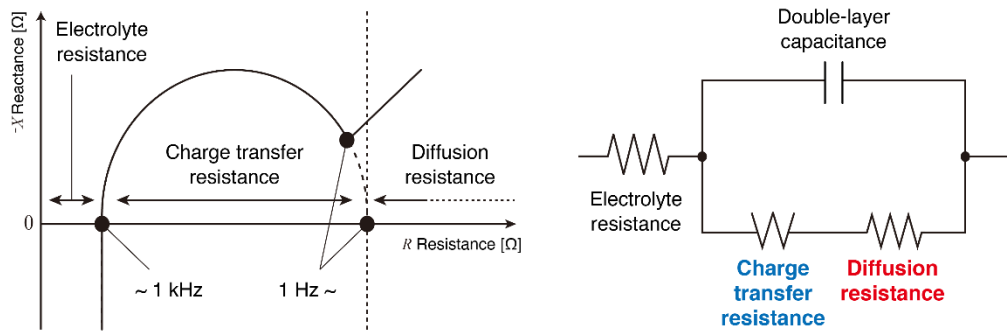 Electrolyte
resistance
-X Reactance [Ω]
Charge transfer
resistance
Diffusion
resistance
0
R Resistance [Ω]
~ 1 kHz
1 Hz ~
Double-layer
capacitance
Electrolyte
resistance
Charge
transfer
resistance
Diffusion
resistance